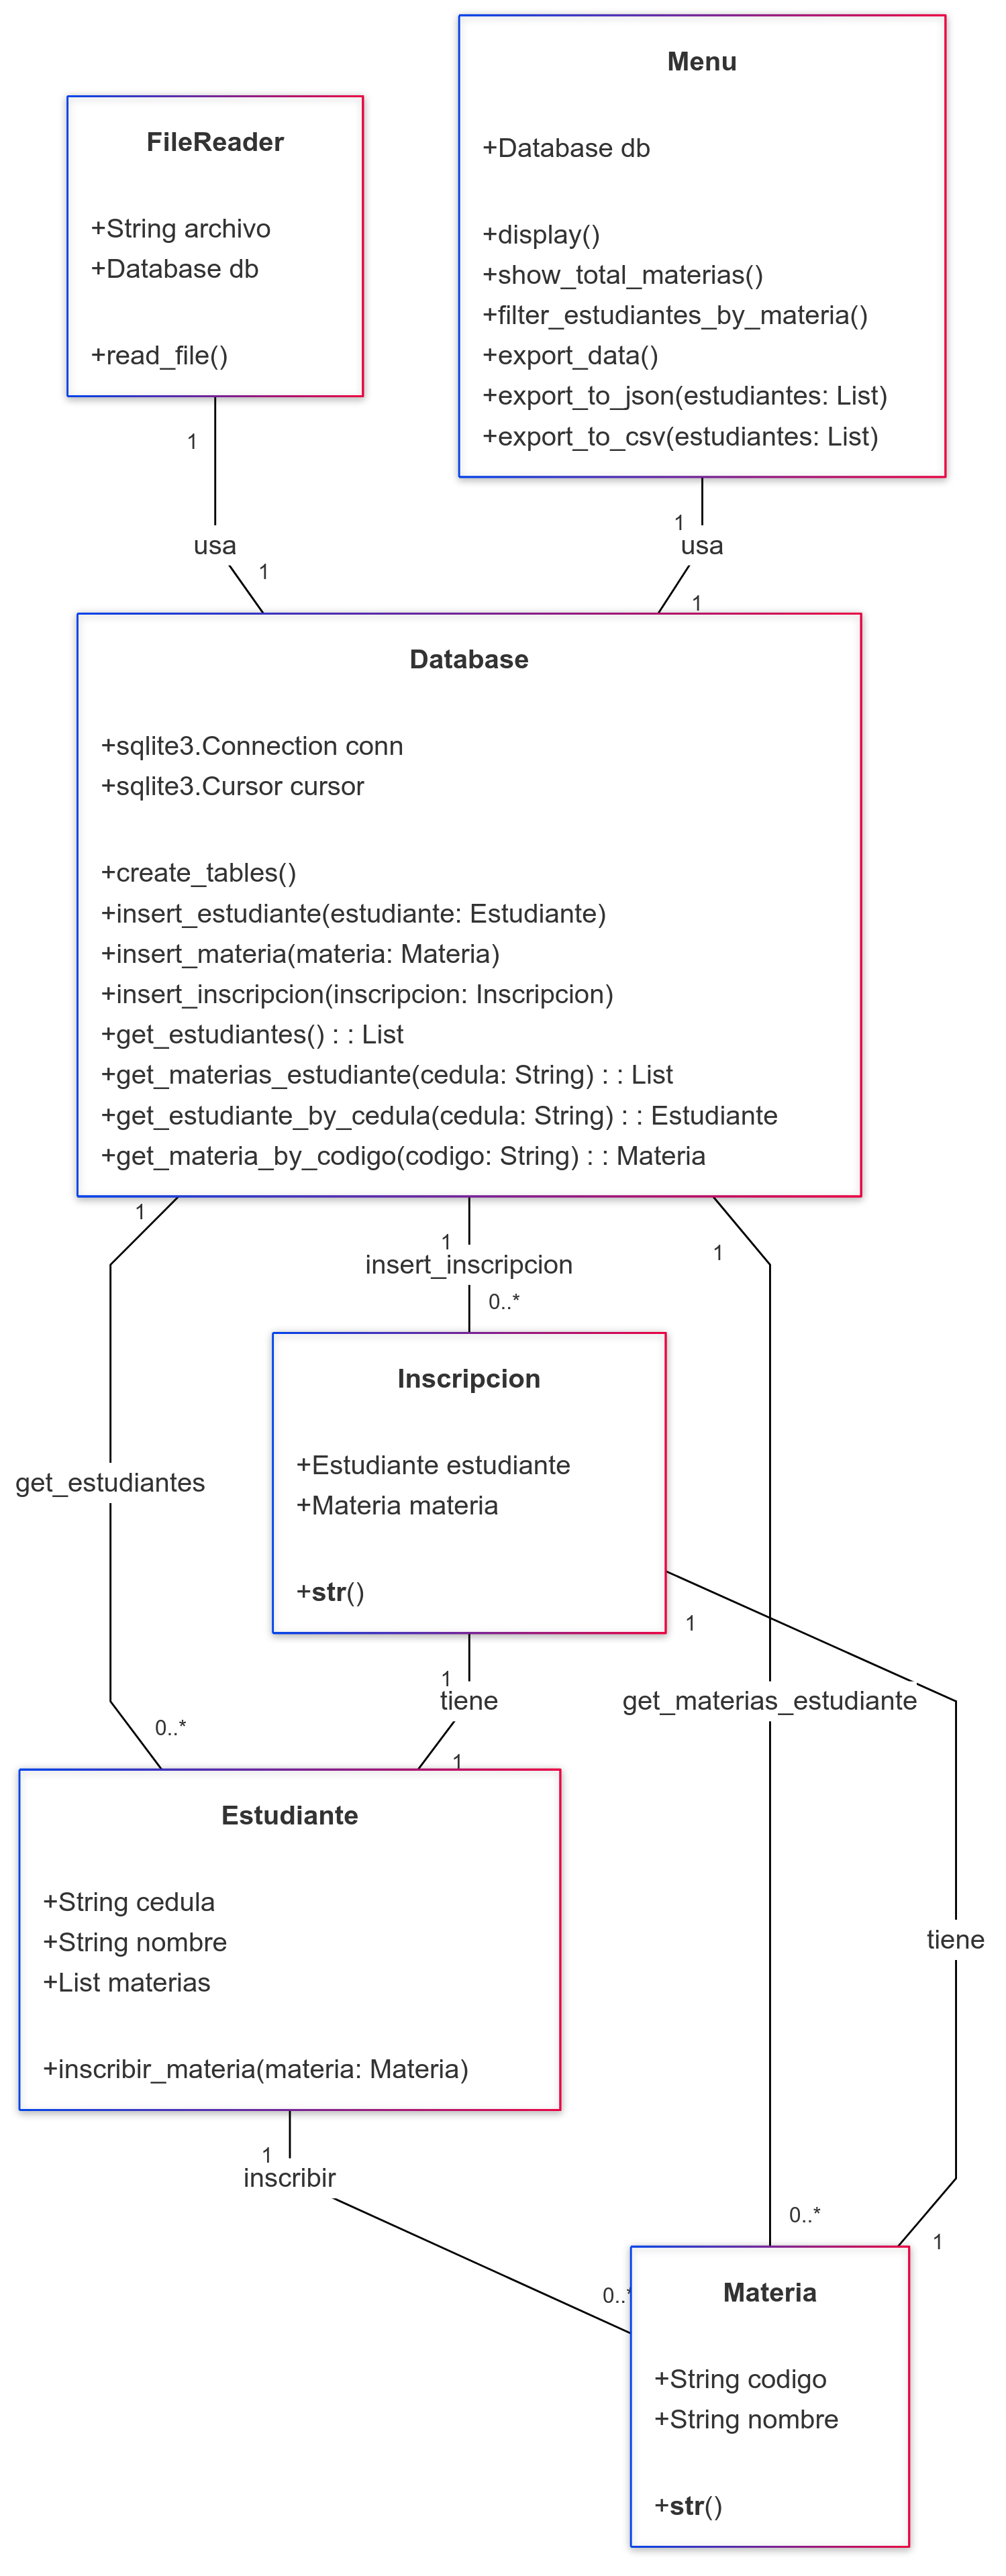 Menu
+Database db
+display()
+show_total_materias()
+filter_estudiantes_by_materia()
+export_data()
+export_to_json(estudiantes: List)
+export_to_csv(estudiantes: List)
FileReader
+String archivo
+Database db
+read_file()
1
usa
1
1
usa
1
Database
+sqlite3.Connection conn
+sqlite3.Cursor cursor
+create_tables()
+insert_estudiante(estudiante: Estudiante)
+insert_materia(materia: Materia)
+insert_inscripcion(inscripcion: Inscripcion)
+get_estudiantes() : : List
+get_materias_estudiante(cedula: String) : : List
+get_estudiante_by_cedula(cedula: String) : : Estudiante
+get_materia_by_codigo(codigo: String) : : Materia
1
1
1
insert_inscripcion
0..*
Inscripcion
+Estudiante estudiante
+Materia materia
+str()
get_estudiantes
0..*
1
tiene
1
1
get_materias_estudiante
Estudiante
+String cedula
+String nombre
+List materias
+inscribir_materia(materia: Materia)
tiene
1
inscribir
0..*
0..*
1
Materia
+String codigo
+String nombre
+str()